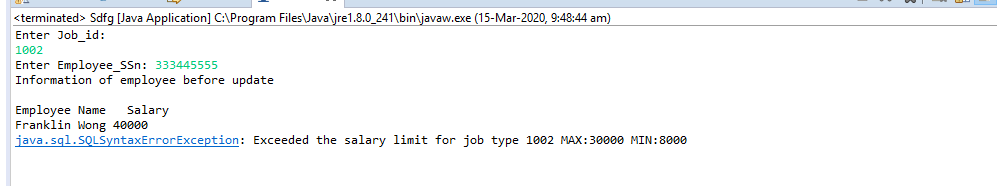 <terminated> Sdfg [Java Application] C:\Program Files\Java\jre1.8.0_241\bin\javaw.exe (15-Mar-2020, 9:48:44 am)
Enter Job_id:
1002
Enter Employee_SSn: 333445555
Information of employee before update
Employee Name   Salary
Franklin Wong 40000
java.sql.SQLSyntaxErrorException: Exceeded the salary limit for job type 1002 MAX:30000 MIN:8000